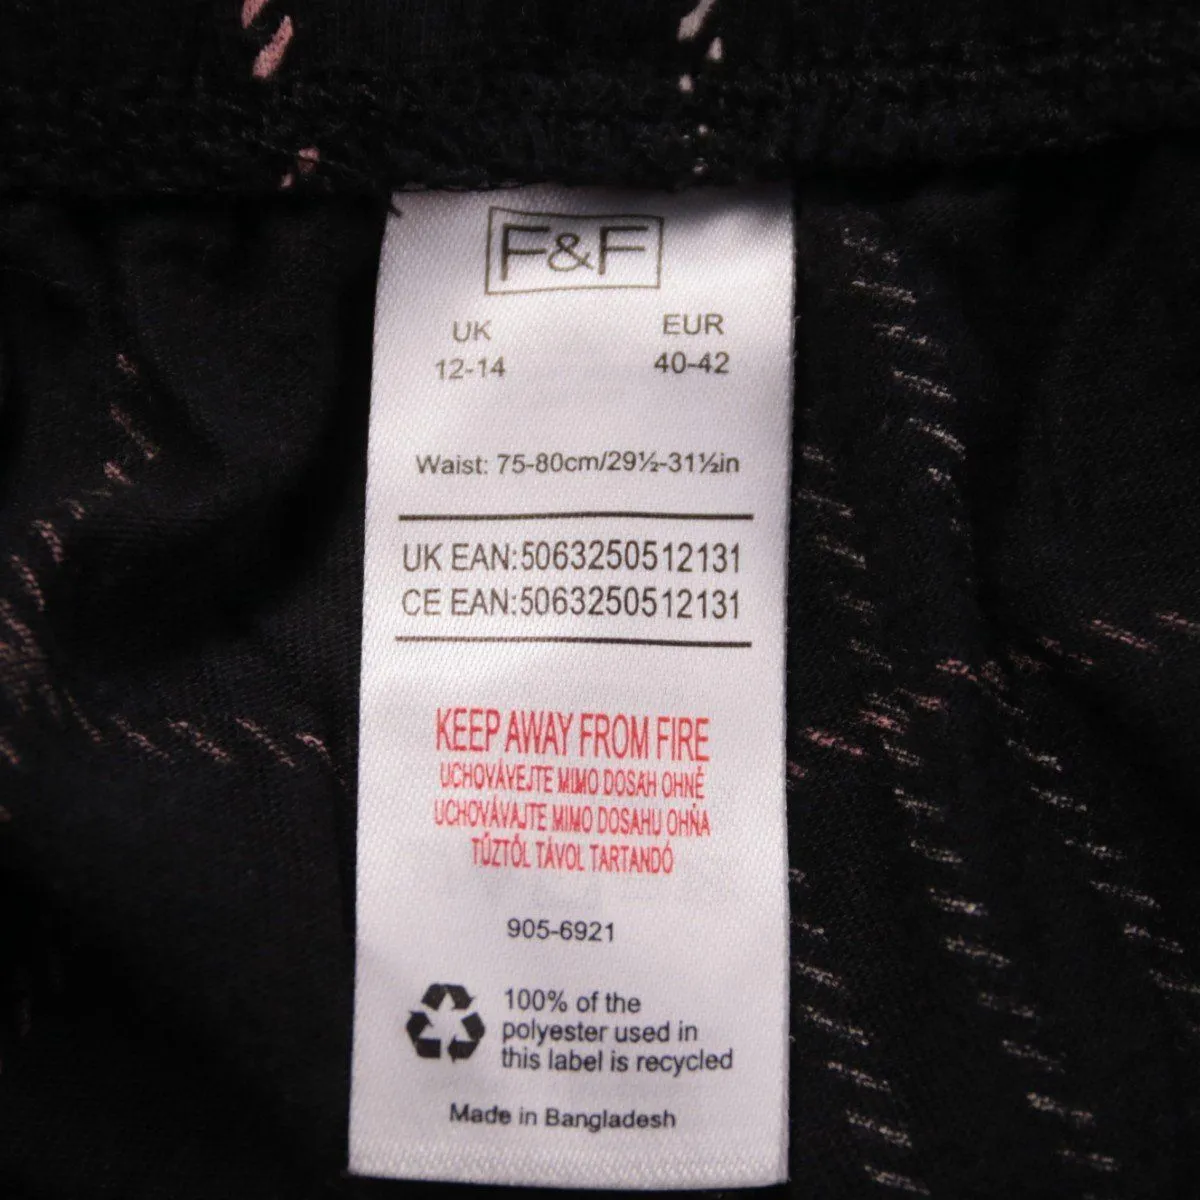 F&F
UK EUR
12-14 40-42
Waist: 75-80cm/29½-31½in
UK EAN:5063250512131
CE EAN:5063250512131
KEEP AWAY FROM FIRE
UCHOVÁVEJTE MIMO DOSAH OHNĚ
UCHOVÁVAJTE MIMO DOSAHU OHŇA
TŰZTŐL TÁVOL TARTANDÓ
905-6921
100% of the
polyester used in
this label is recycled
Made in Bangladesh